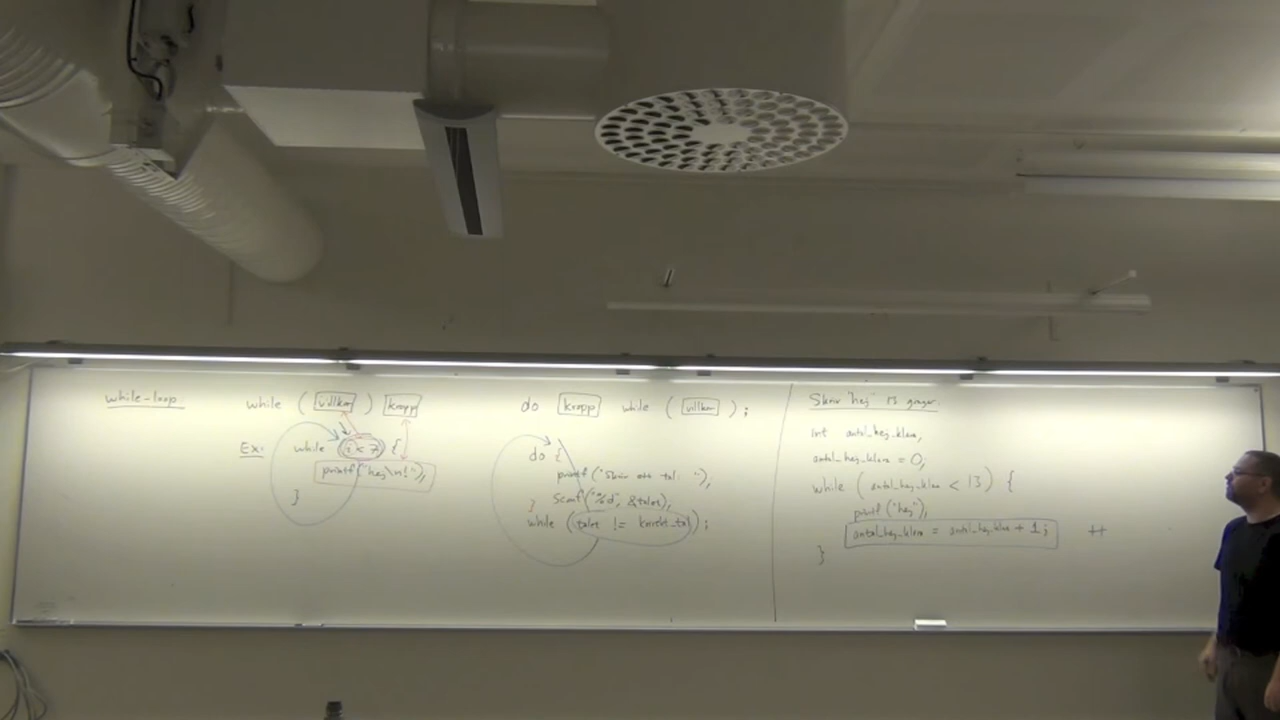 while-loop
while ( villkor ) kropp
Ex: while (i < 7) {
printf("hej\n!");
}
do kropp while ( villkor );
do {
printf("Skriv ett tal: ");
scanf("%d", &talet);
}
while (talet != korrekt_tal);
Skriv "hej" 13 gånger.
int antal_hej_klara;
antal_hej_klara = 0;
while ( antal_hej_klara < 13 ) {
printf("hej");
antal_hej_klara = antal_hej_klara + 1;
++
}